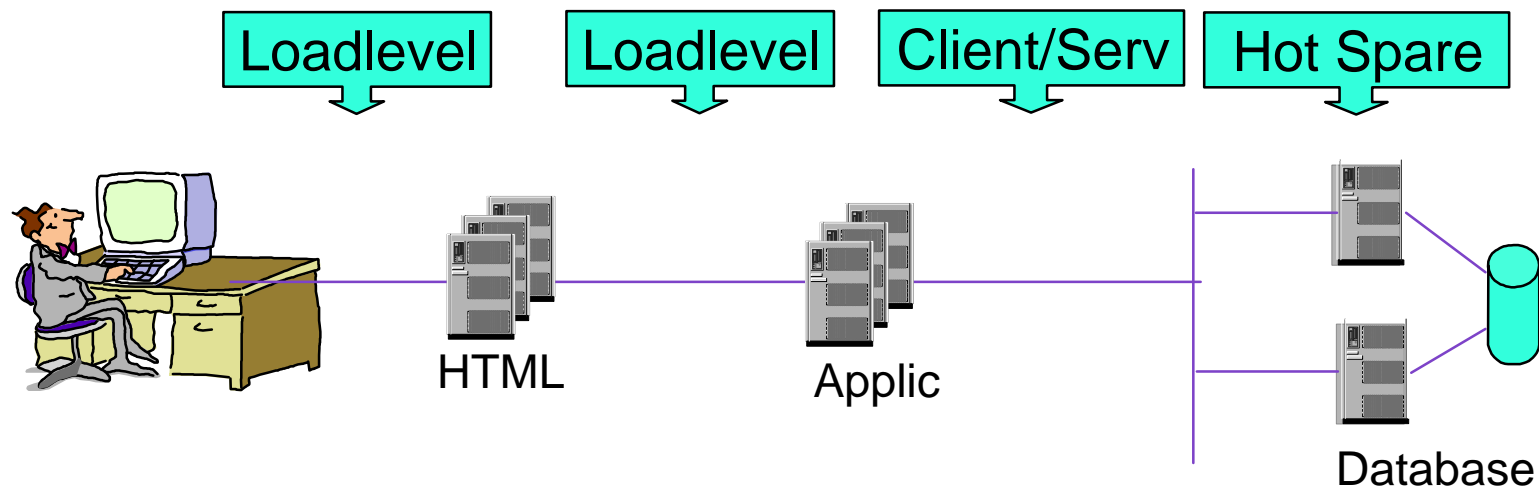 Loadlevel
Loadlevel
Client/Serv
Hot Spare
HTML
Applic
Database